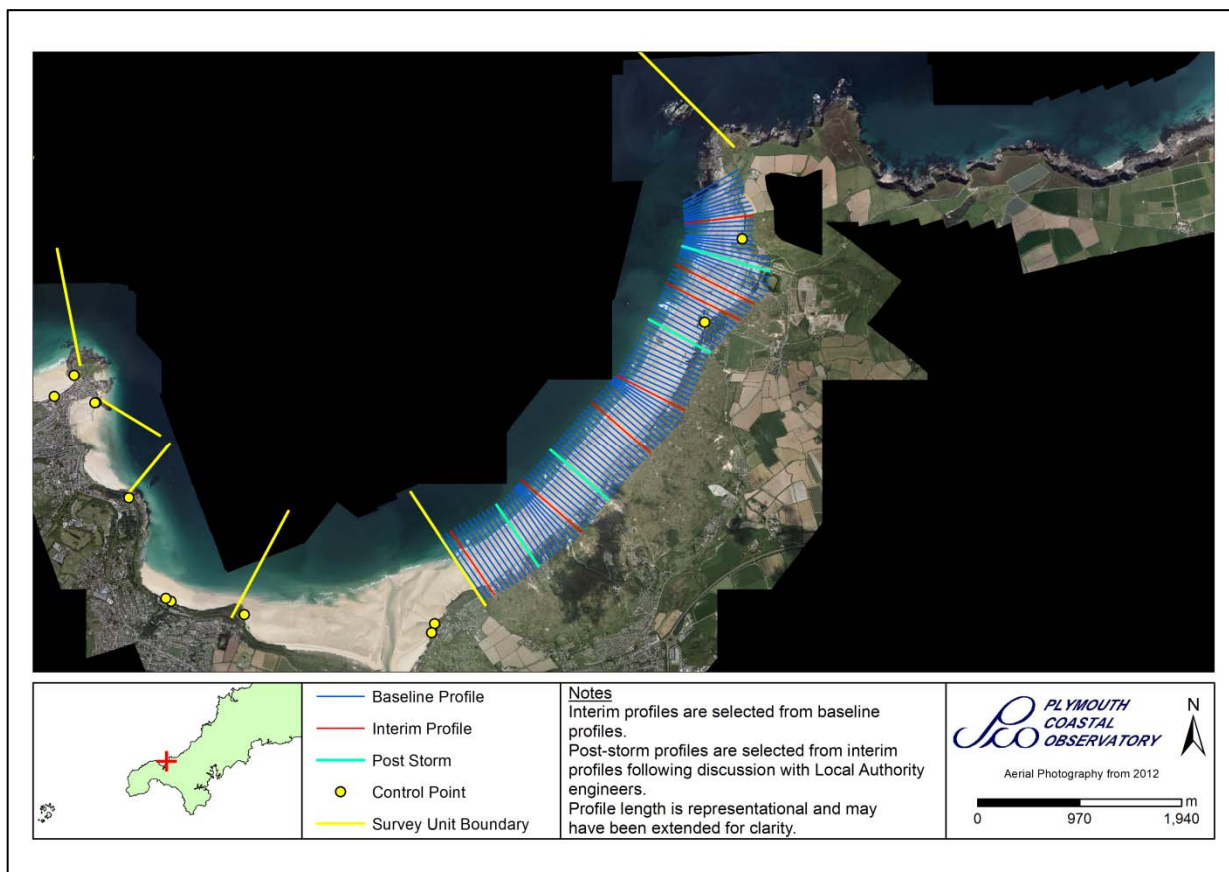 Baseline Profile
Interim Profile
Post Storm
Control Point
Survey Unit Boundary
Notes
Interim profiles are selected from baseline
profiles.
Post-storm profiles are selected from interim
profiles following discussion with Local Authority
engineers.
Profile length is representational and may
have been extended for clarity.
PLYMOUTH
COASTAL
OBSERVATORY
N
Aerial Photography from 2012
m
0 970 1,940